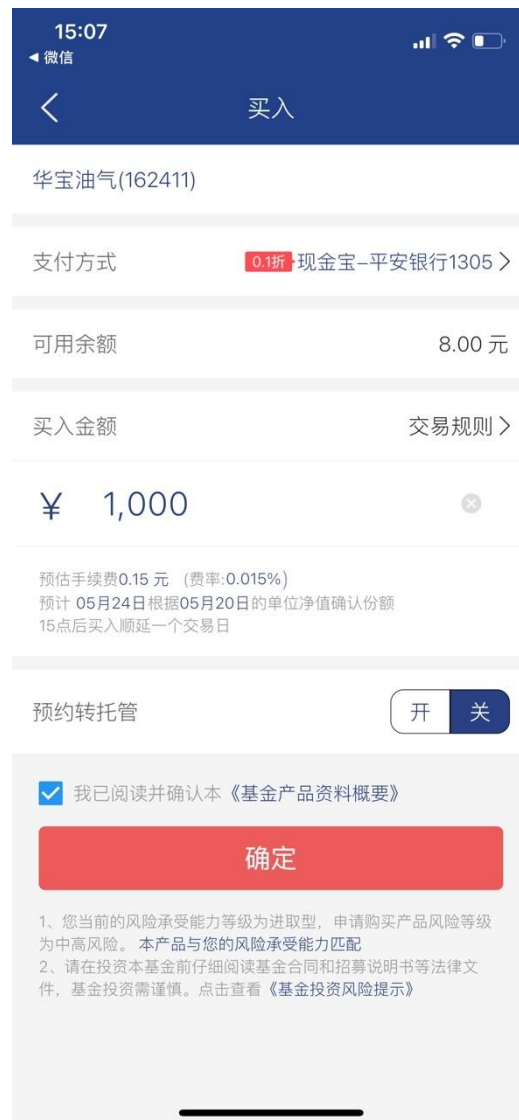 15:07
◀ 微信
买入
华宝油气(162411)
支付方式 0.1折 现金宝–平安银行1305
可用余额 8.00 元
买入金额 交易规则
¥ 1,000
预估手续费0.15 元 (费率:0.015%)
预计 05月24日根据05月20日的单位净值确认份额
15点后买入顺延一个交易日
预约转托管 开 关
我已阅读并确认本《基金产品资料概要》
确定
1、您当前的风险承受能力等级为进取型，申请购买产品风险等级
为中高风险。 本产品与您的风险承受能力匹配
2、请在投资本基金前仔细阅读基金合同和招募说明书等法律文
件，基金投资需谨慎。点击查看《基金投资风险提示》